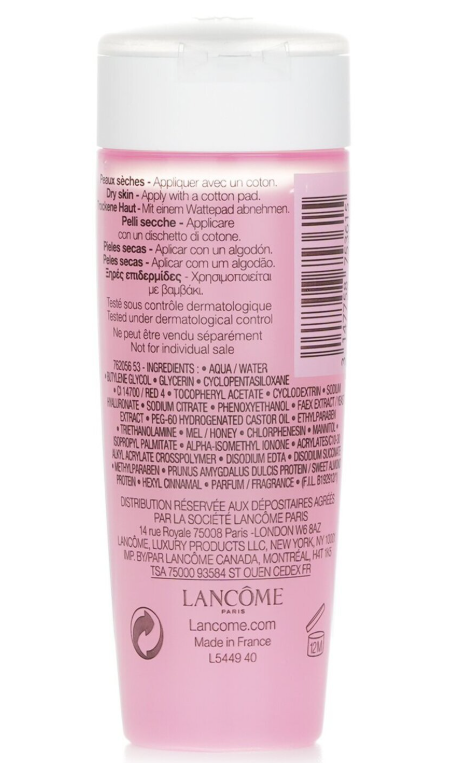 Peaux sèches - Appliquer avec un coton.
Dry skin - Apply with a cotton pad.
Trockene Haut - Mit einem Wattepad abnehmen.
Pelli secche - Applicare
con un dischetto di cotone.
Pieles secas - Aplicar con un algodón.
Peles secas - Aplicar com um algodão.
Ξηρές επιδερμίδες - Χρησιμοποιείται
με βαμβάκι.
Testé sous contrôle dermatologique
Tested under dermatological control
Ne peut être vendu séparément
Not for individual sale
762056 53 - INGREDIENTS : • AQUA / WATER
• BUTYLENE GLYCOL • GLYCERIN • CYCLOPENTASILOXANE
• CI 14700 / RED 4 • TOCOPHERYL ACETATE • CYCLODEXTRIN • SODIUM
HYALURONATE • SODIUM CITRATE • PHENOXYETHANOL • FAEX EXTRACT /
EXTRACT • PEG-60 HYDROGENATED CASTOR OIL • ETHYLPARABEN
• TRIETHANOLAMINE • MEL / HONEY • CHLORPHENESIN • MANNITOL •
ISOPROPYL PALMITATE • ALPHA-ISOMETHYL IONONE • ACRYLATES/C10-30
ALKYL ACRYLATE CROSSPOLYMER • DISODIUM EDTA • DISODIUM SUCCINATE
• METHYLPARABEN • PRUNUS AMYGDALUS DULCIS PROTEIN / SWEET ALMOND
PROTEIN • HEXYL CINNAMAL • PARFUM / FRAGRANCE • (F.I.L.
DISTRIBUTION RÉSERVÉE AUX DÉPOSITAIRES AGRÉÉS
PAR LA SOCIÉTÉ LANCÔME PARIS
14 rue Royale 75008 Paris -LONDON W6 8AZ
LANCÔME, LUXURY PRODUCTS LLC, NEW YORK, NY
IMP. BY/PAR LANCÔME CANADA, MONTRÉAL, H4T 1K5
TSA 75000 93584 ST OUEN CEDEX FR
LANCÔME
PARIS
Lancome.com
Made in France
L5449 40
12M